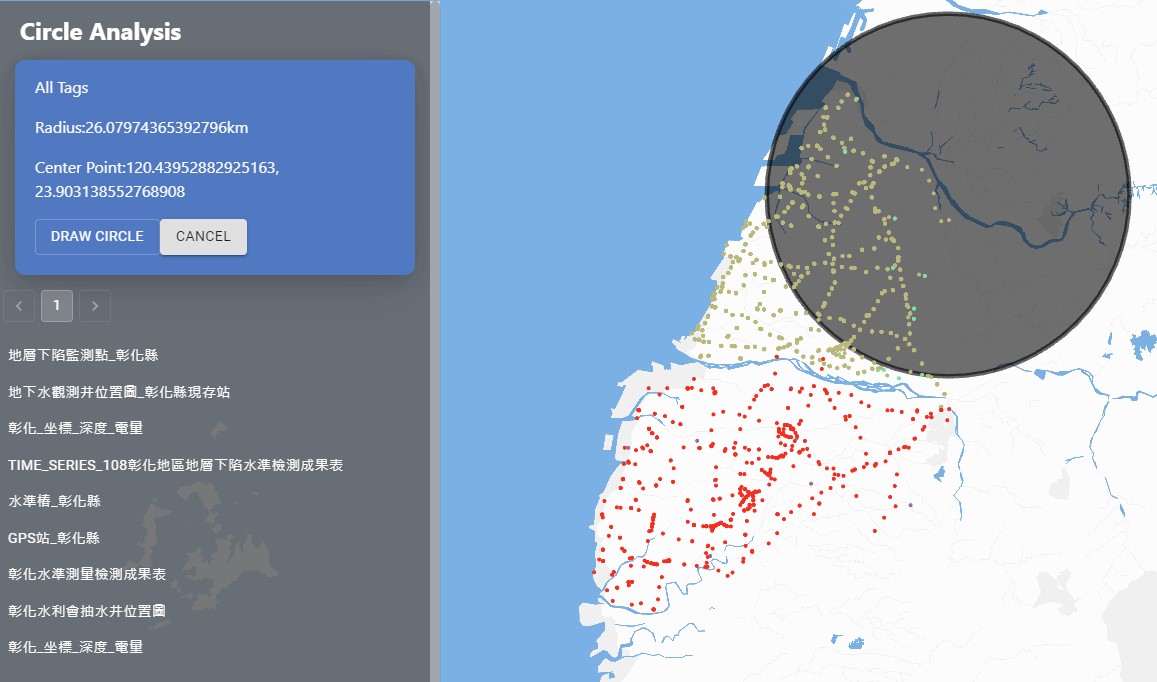 Circle Analysis
All Tags
Radius:26.07974365392796km
Center Point:120.43952882925163,
23.903138552768908
DRAW CIRCLE
CANCEL
1
地層下陷監測點_彰化縣
地下水觀測井位置圖_彰化縣現存站
彰化_坐標_深度_電量
TIME_SERIES_108彰化地區地層下陷水準檢測成果表
水準樁_彰化縣
GPS站_彰化縣
彰化水準測量檢測成果表
彰化水利會抽水井位置圖
彰化_坐標_深度_電量